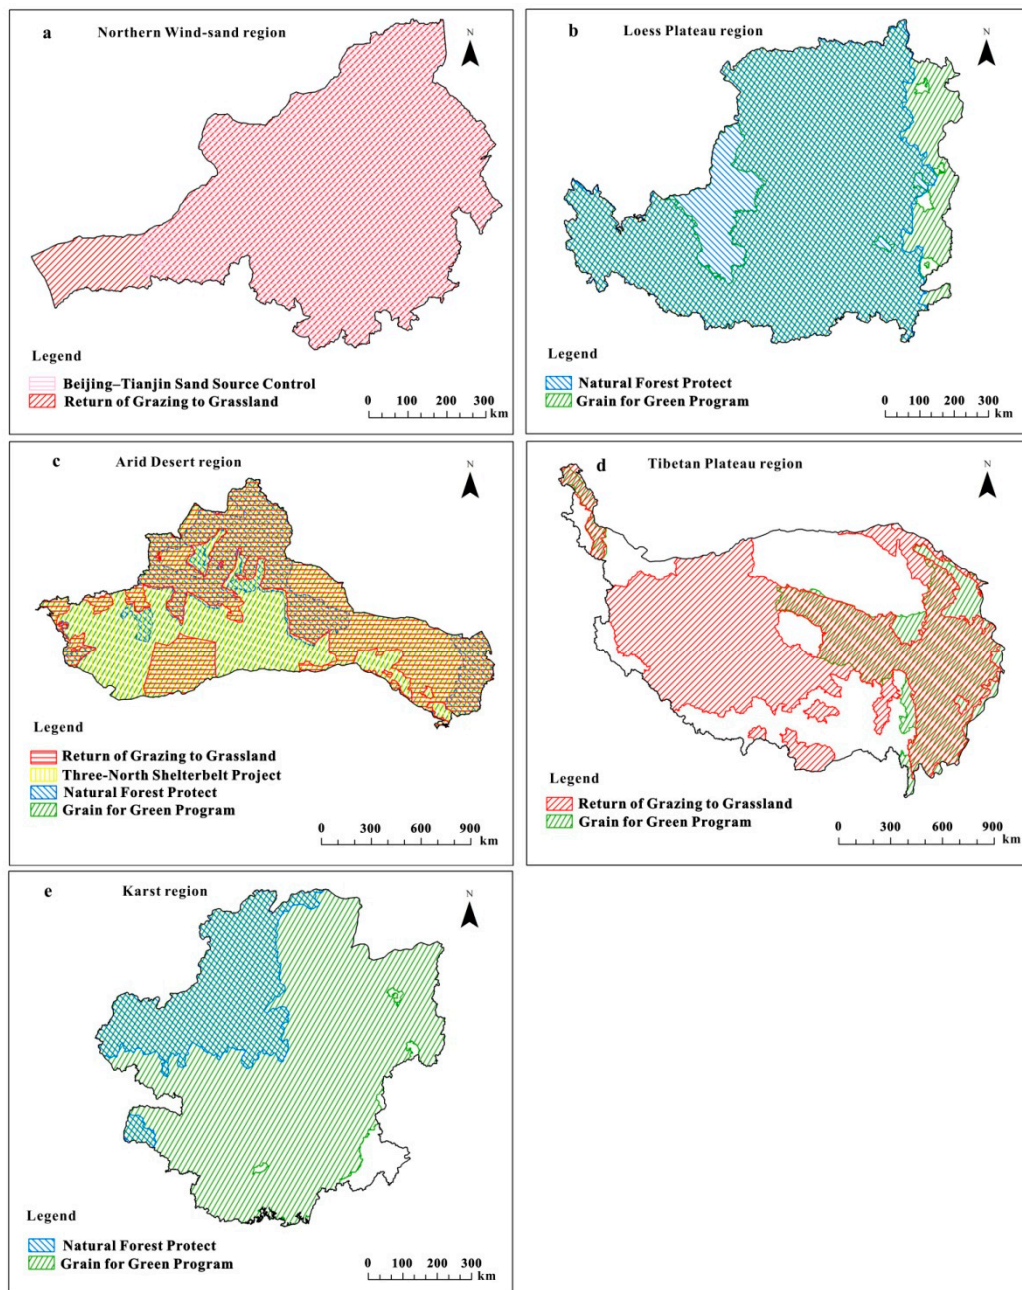 a Northern Wind-sand region
N
Legend
Beijing–Tianjin Sand Source Control
Return of Grazing to Grassland
0 100 200 300
km
b Loess Plateau region
N
Legend
Natural Forest Protect
Grain for Green Program
0 100 200 300
km
c Arid Desert region
N
Legend
Return of Grazing to Grassland
Three-North Shelterbelt Project
Natural Forest Protect
Grain for Green Program
0 300 600 900
km
d Tibetan Plateau region
N
Legend
Return of Grazing to Grassland
Grain for Green Program
0 300 600 900
km
e Karst region
N
Legend
Natural Forest Protect
Grain for Green Program
0 100 200 300
km